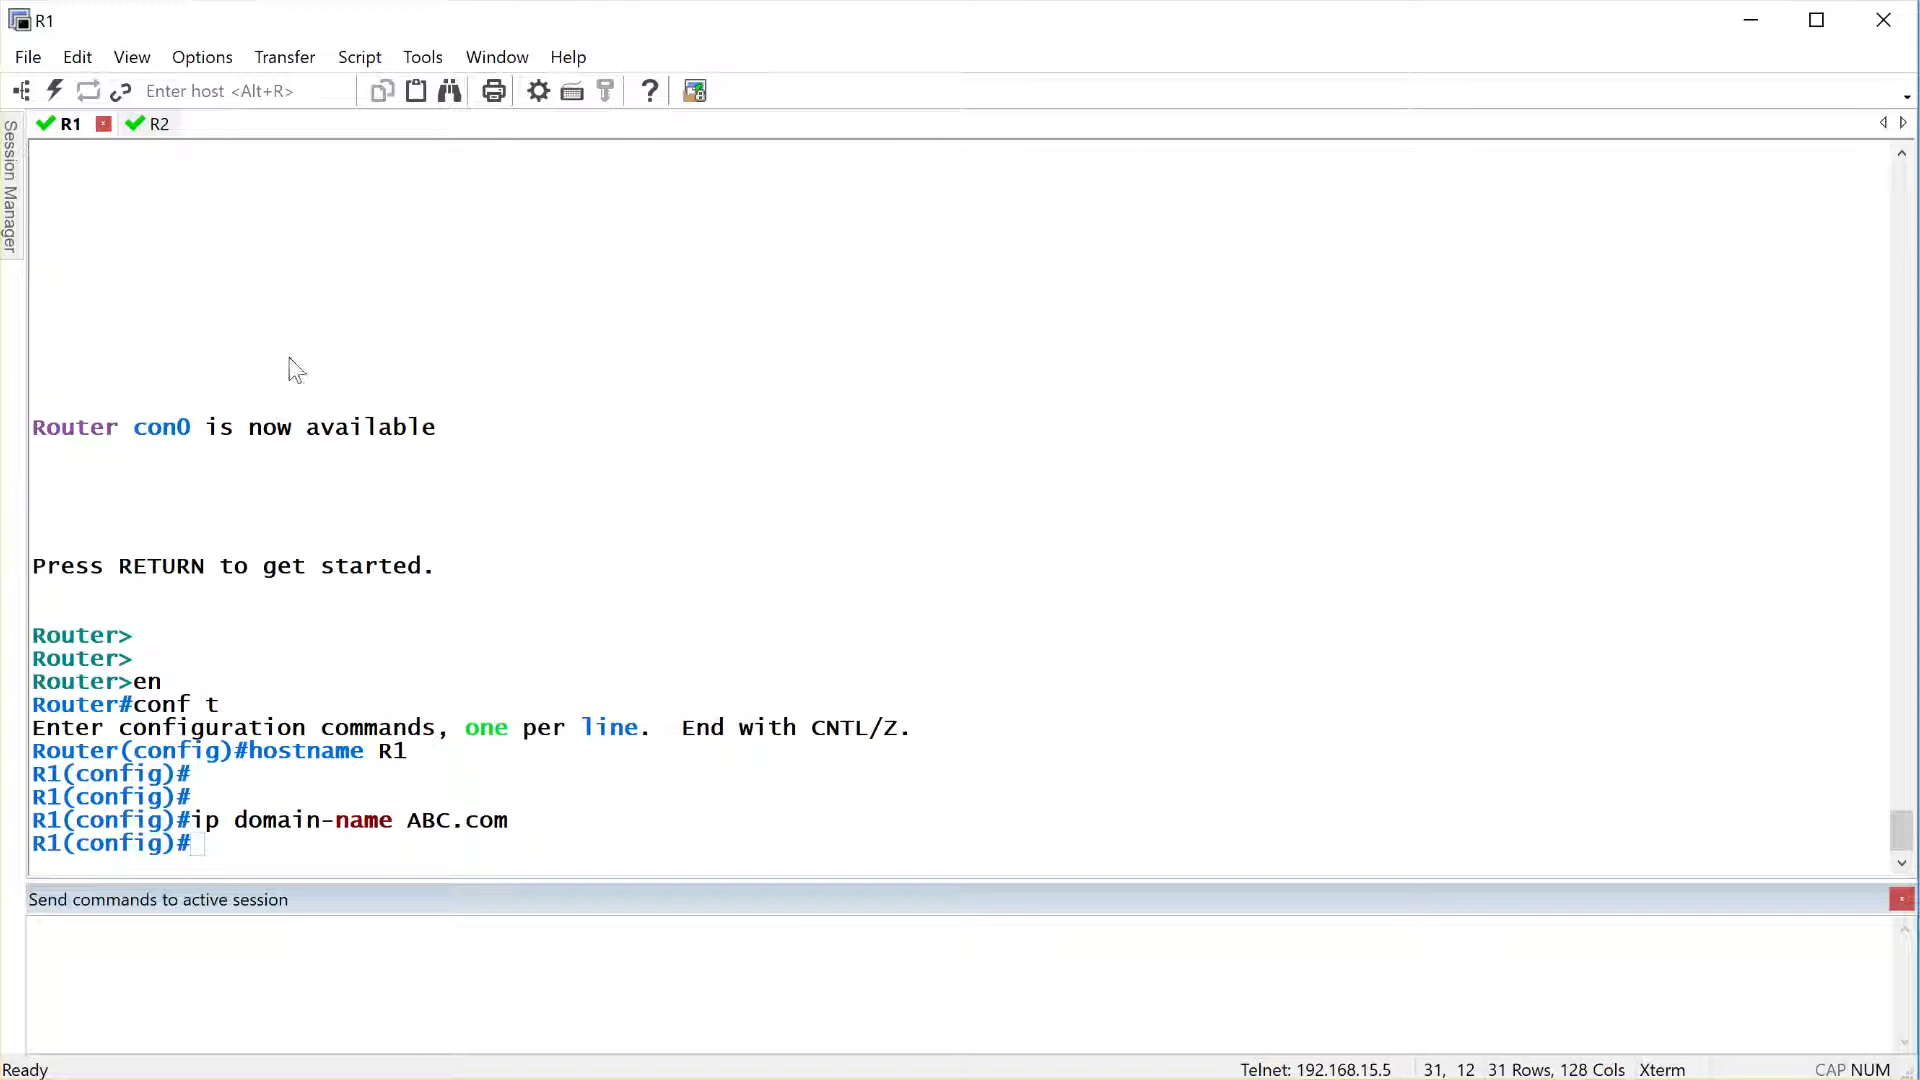 R1
File Edit View Options Transfer Script Tools Window Help
Enter host <Alt+R>
R1 R2
Session Manager
Router con0 is now available
Press RETURN to get started.
Router>
Router>
Router>en
Router#conf t
Enter configuration commands, one per line.  End with CNTL/Z.
Router(config)#hostname R1
R1(config)#
R1(config)#
R1(config)#ip domain-name ABC.com
R1(config)#
Send commands to active session
Ready Telnet: 192.168.15.5 31, 12 31 Rows, 128 Cols Xterm CAP NUM